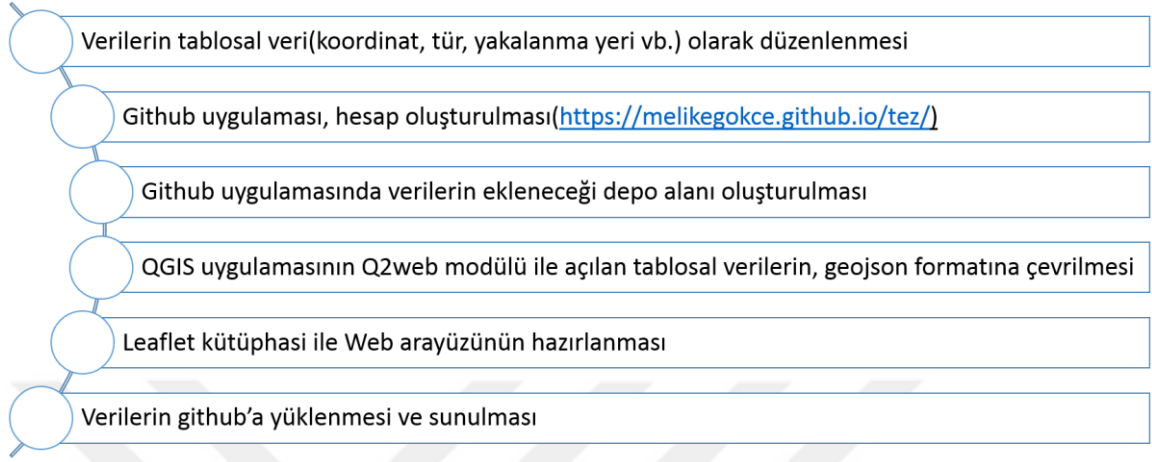 Verilerin tablosal veri(koordinat, tür, yakalanma yeri vb.) olarak düzenlenmesi
Github uygulaması, hesap oluşturulması(https://melikegokce.github.io/tez/)
Github uygulamasında verilerin ekleneceği depo alanı oluşturulması
QGIS uygulamasının Q2web modülü ile açılan tablosal verilerin, geojson formatına çevrilmesi
Leaflet kütüphasi ile Web arayüzünün hazırlanması
Verilerin github’a yüklenmesi ve sunulması